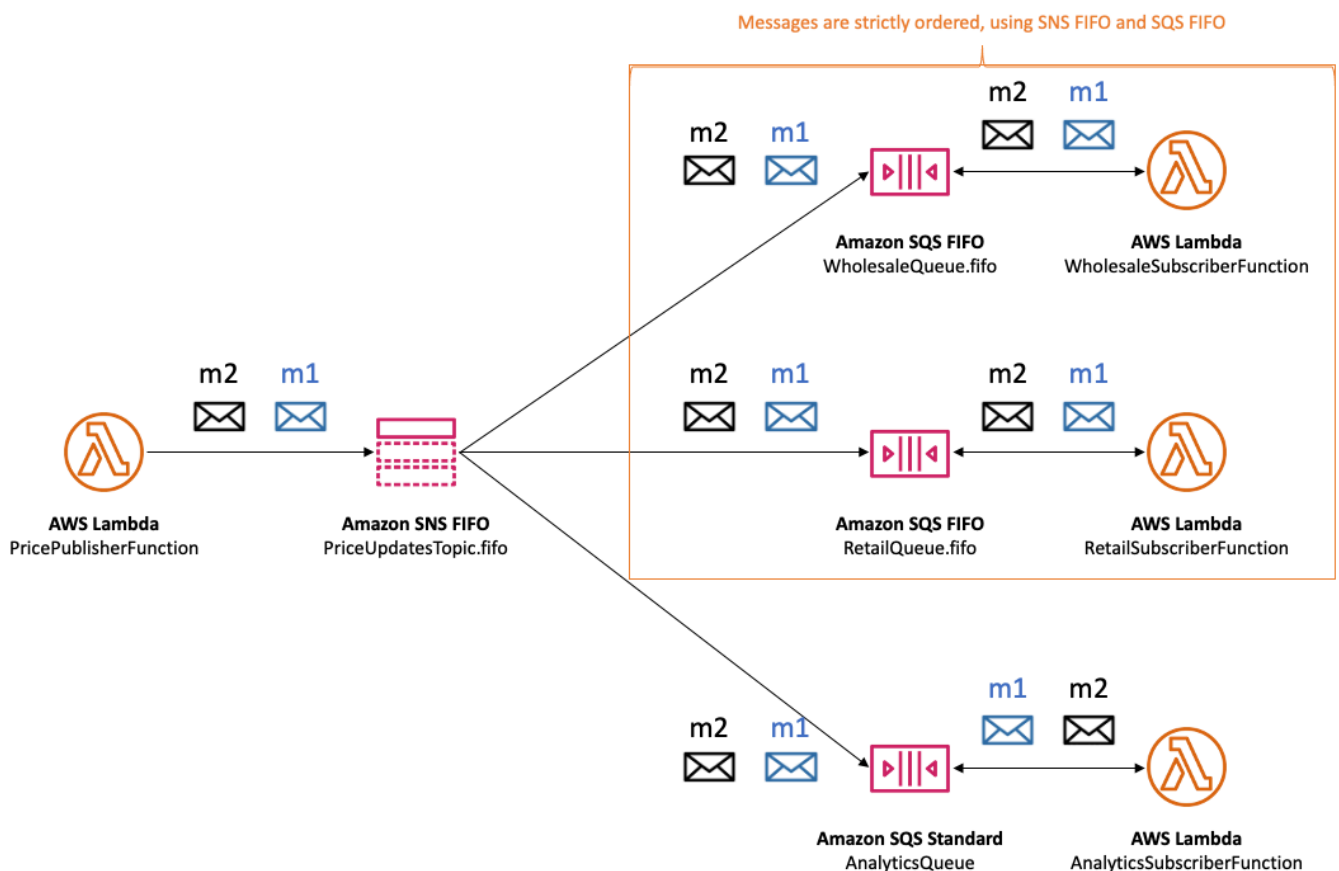 Messages are strictly ordered, using SNS FIFO and SQS FIFO
m2 m1
m2 m1
Amazon SQS FIFO
WholesaleQueue.fifo
AWS Lambda
WholesaleSubscriberFunction
m2 m1
m2 m1
m2 m1
AWS Lambda
PricePublisherFunction
Amazon SNS FIFO
PriceUpdatesTopic.fifo
Amazon SQS FIFO
RetailQueue.fifo
AWS Lambda
RetailSubscriberFunction
m2 m1
m1 m2
Amazon SQS Standard
AnalyticsQueue
AWS Lambda
AnalyticsSubscriberFunction